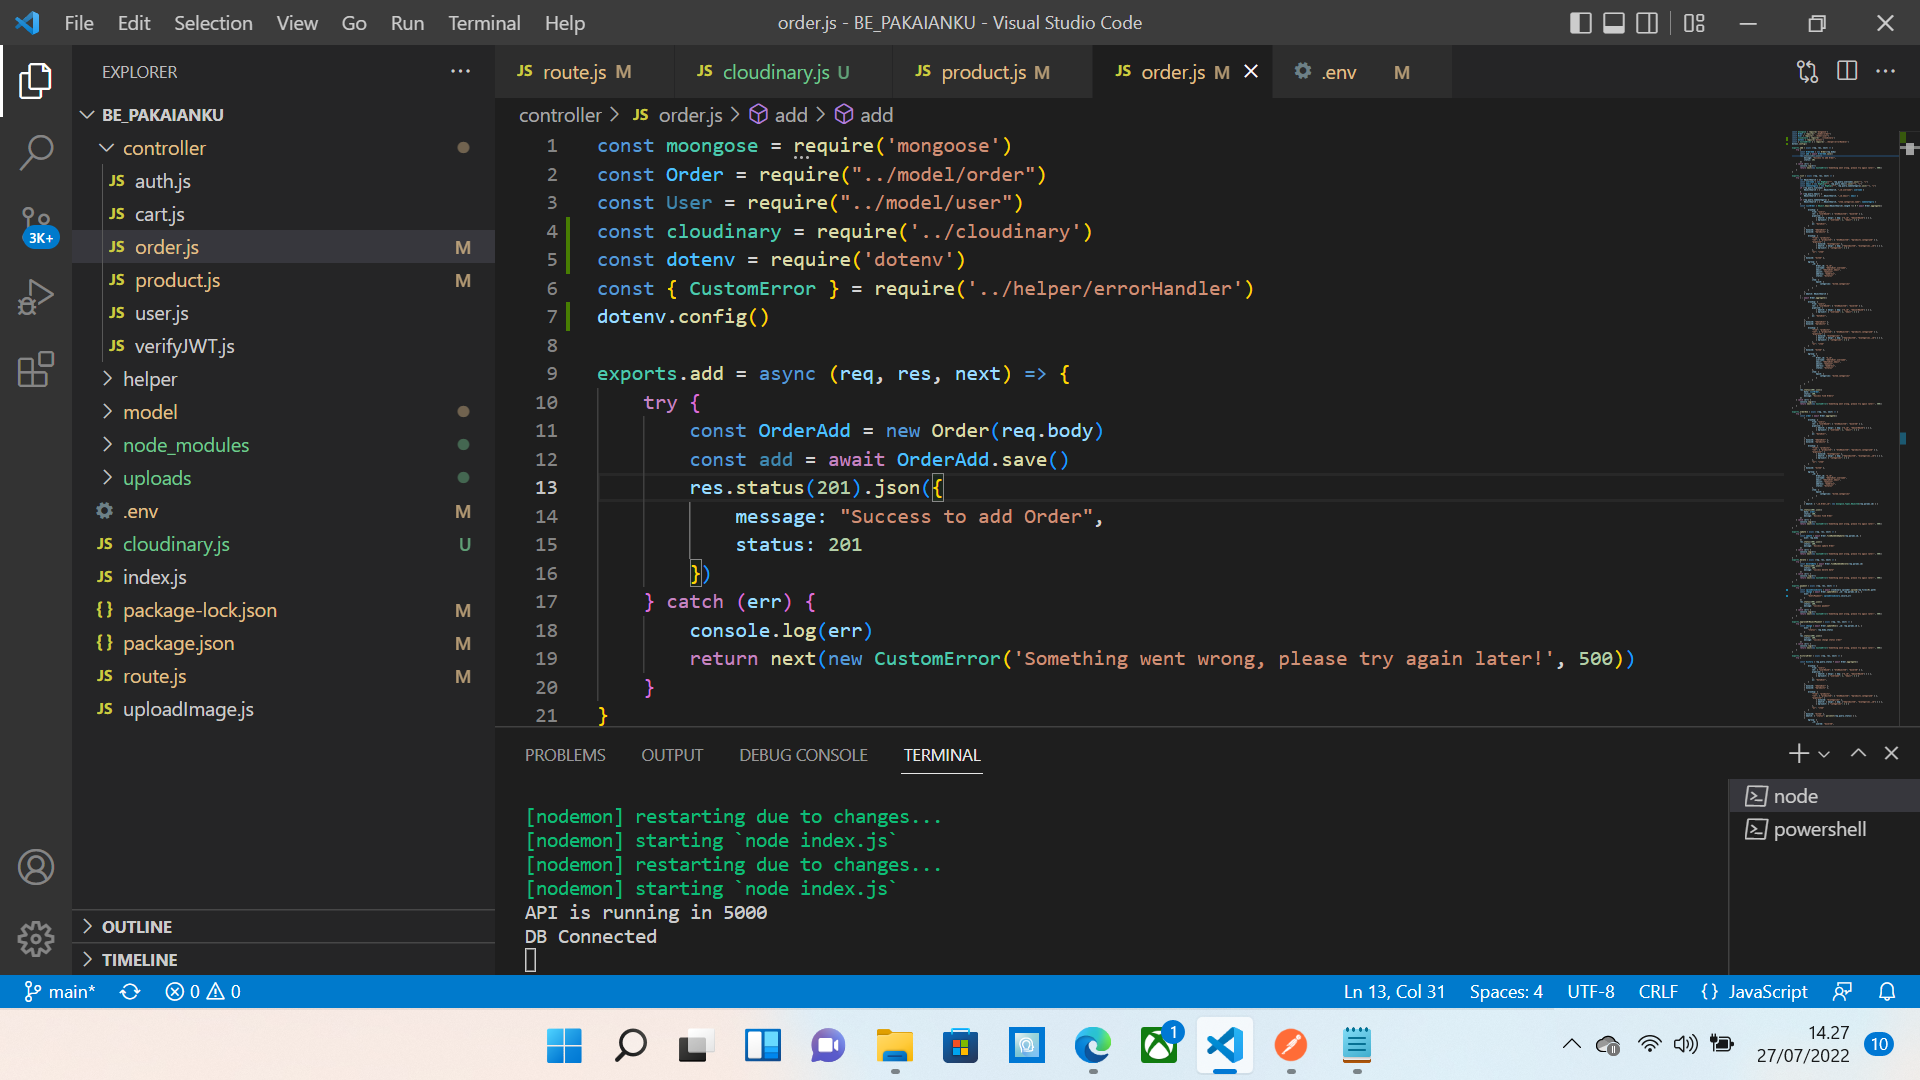 File Edit Selection View Go Run Terminal Help
order.js - BE_PAKAIANKU - Visual Studio Code
EXPLORER
BE_PAKAIANKU
controller
JS auth.js
JS cart.js
JS order.js M
JS product.js M
JS user.js
JS verifyJWT.js
helper
model
node_modules
uploads
.env M
JS cloudinary.js U
JS index.js
{} package-lock.json M
{} package.json M
JS route.js M
JS uploadImage.js
OUTLINE
TIMELINE
3K+
JS route.js M
JS cloudinary.js U
JS product.js M
JS order.js M
.env M
controller > JS order.js > add > add
1 const moongose = require('mongoose')
2 const Order = require("../model/order")
3 const User = require("../model/user")
4 const cloudinary = require('../cloudinary')
5 const dotenv = require('dotenv')
6 const { CustomError } = require('../helper/errorHandler')
7 dotenv.config()
8
9 exports.add = async (req, res, next) => {
10 try {
11 const OrderAdd = new Order(req.body)
12 const add = await OrderAdd.save()
13 res.status(201).json({
14 message: "Success to add Order",
15 status: 201
16 })
17 } catch (err) {
18 console.log(err)
19 return next(new CustomError('Something went wrong, please try again later!', 500))
20 }
21 }
PROBLEMS OUTPUT DEBUG CONSOLE TERMINAL
[nodemon] restarting due to changes...
[nodemon] starting `node index.js`
[nodemon] restarting due to changes...
[nodemon] starting `node index.js`
API is running in 5000
DB Connected
node
powershell
main* 0 0
Ln 13, Col 31 Spaces: 4 UTF-8 CRLF {} JavaScript
1
14.27
27/07/2022
10